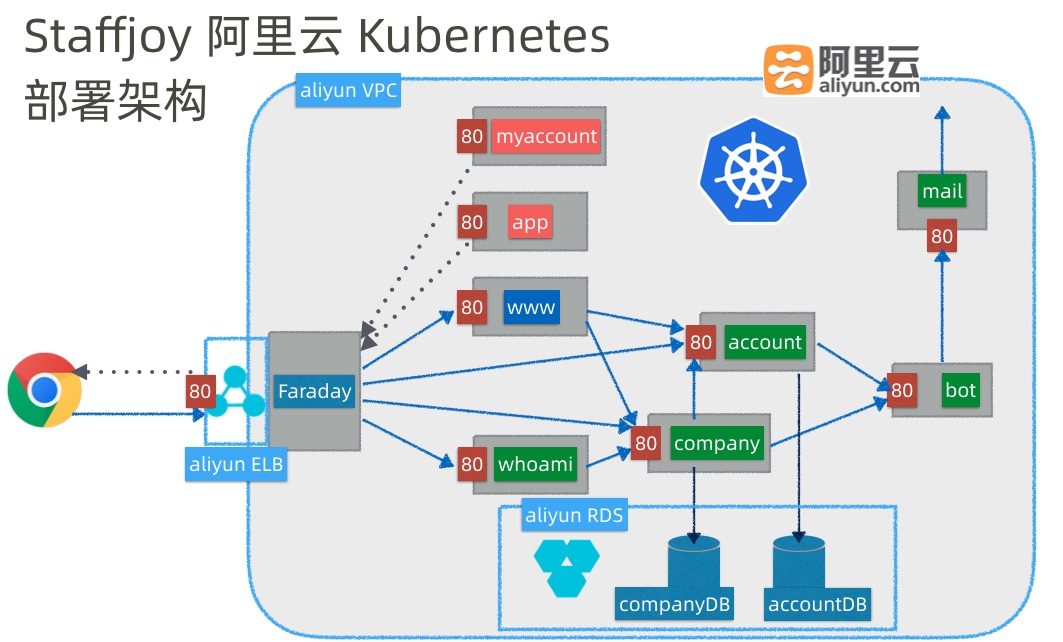 Staffjoy 阿里云 Kubernetes
部署架构
阿里云
aliyun.com
aliyun VPC
80 myaccount
80 app
80 www
80 account
80 company
80 whoami
80 bot
mail
80
80
Faraday
aliyun ELB
aliyun RDS
companyDB
accountDB